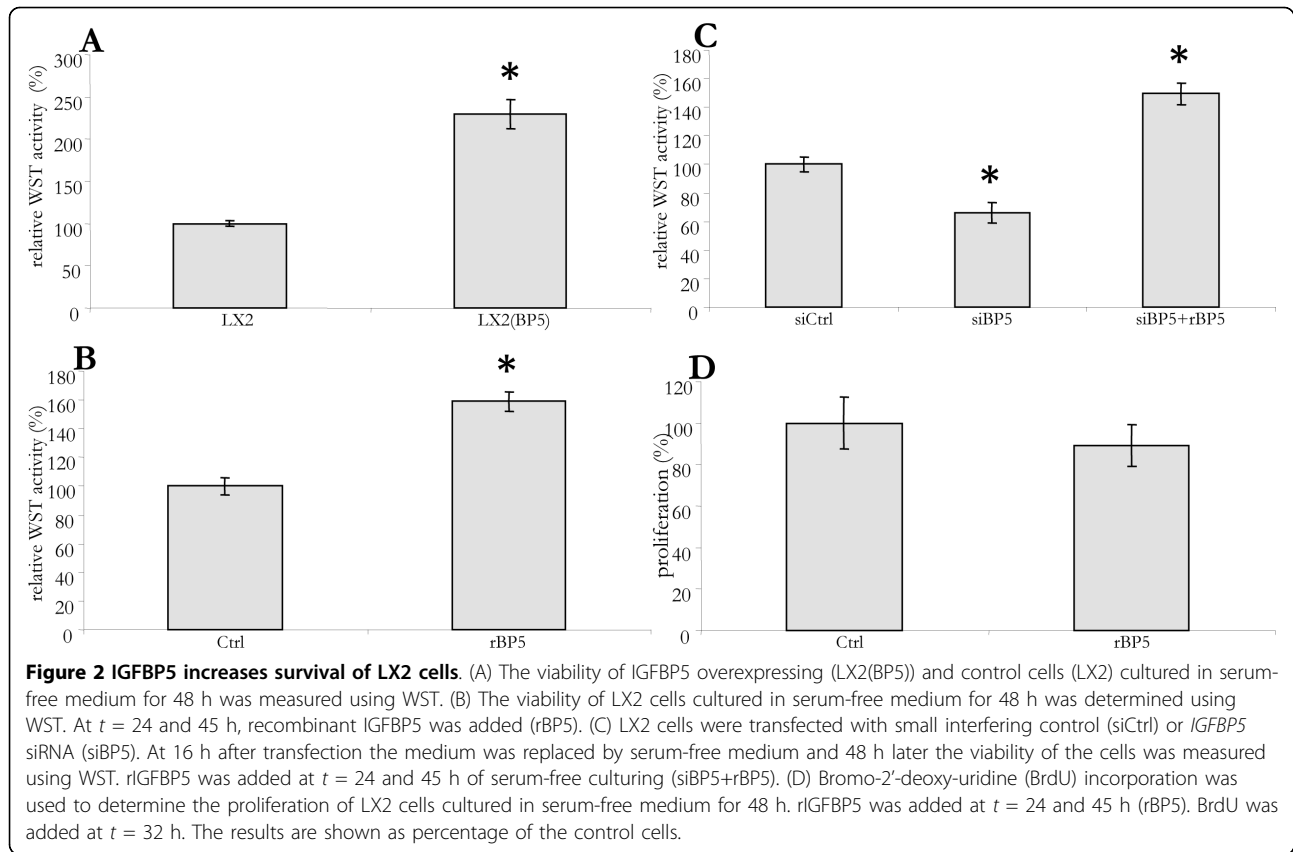 A
300
250
200
150
100
50
0
relative WST activity (%)
*
LX2
LX2(BP5)
C
180
160
140
120
100
80
60
40
20
0
relative WST activity (%)
*
*
siCtrl
siBP5
siBP5+rBP5
B
180
160
140
120
100
80
60
40
20
0
relative WST activity (%)
*
Ctrl
rBP5
D
120
100
80
60
40
20
0
proliferation (%)
Ctrl
rBP5
Figure 2 IGFBP5 increases survival of LX2 cells. (A) The viability of IGFBP5 overexpressing (LX2(BP5)) and control cells (LX2) cultured in serum-
free medium for 48 h was measured using WST. (B) The viability of LX2 cells cultured in serum-free medium for 48 h was determined using
WST. At t = 24 and 45 h, recombinant IGFBP5 was added (rBP5). (C) LX2 cells were transfected with small interfering control (siCtrl) or IGFBP5
siRNA (siBP5). At 16 h after transfection the medium was replaced by serum-free medium and 48 h later the viability of the cells was measured
using WST. rIGFBP5 was added at t = 24 and 45 h of serum-free culturing (siBP5+rBP5). (D) Bromo-2′-deoxy-uridine (BrdU) incorporation was
used to determine the proliferation of LX2 cells cultured in serum-free medium for 48 h. rIGFBP5 was added at t = 24 and 45 h (rBP5). BrdU was
added at t = 32 h. The results are shown as percentage of the control cells.